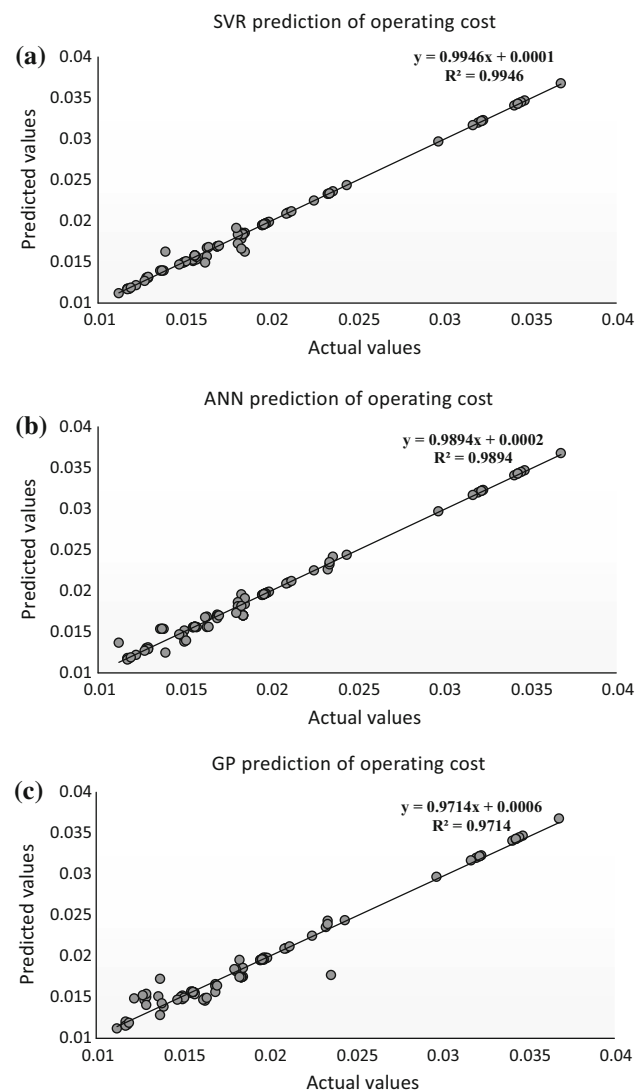 SVR prediction of operating cost
(a)
y = 0.9946x + 0.0001
R² = 0.9946
0.04
0.035
0.03
0.025
0.02
0.015
0.01
Predicted values
0.01 0.015 0.02 0.025 0.03 0.035 0.04
Actual values
ANN prediction of operating cost
(b)
y = 0.9894x + 0.0002
R² = 0.9894
0.04
0.035
0.03
0.025
0.02
0.015
0.01
Predicted values
0.01 0.015 0.02 0.025 0.03 0.035 0.04
Actual values
GP prediction of operating cost
(c)
y = 0.9714x + 0.0006
R² = 0.9714
0.04
0.035
0.03
0.025
0.02
0.015
0.01
Predicted values
0.01 0.015 0.02 0.025 0.03 0.035 0.04
Actual values